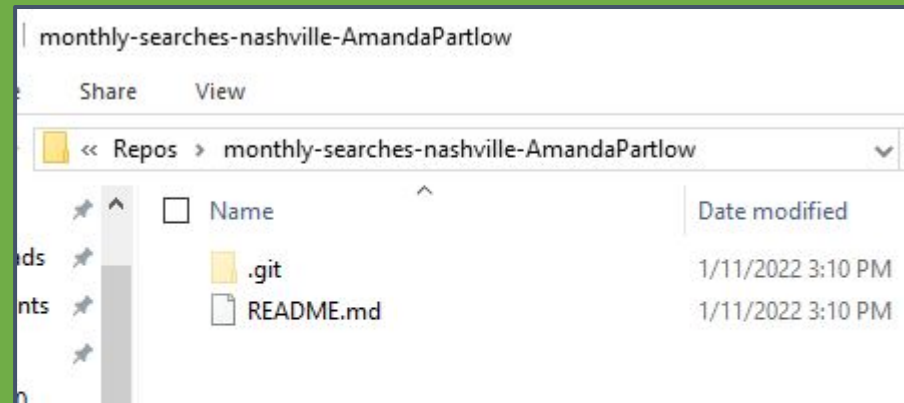 monthly-searches-nashville-AmandaPartlow
Share View
« Repos > monthly-searches-nashville-AmandaPartlow
Name Date modified
ads
.git 1/11/2022 3:10 PM
nts
README.md 1/11/2022 3:10 PM